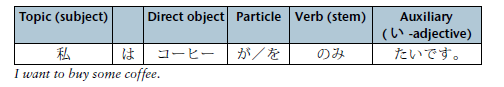 Topic (subject) Direct object Particle Verb (stem) Auxiliary (い -adjective)
私 は コーヒー が／を のみ たいです。
I want to buy some coffee.